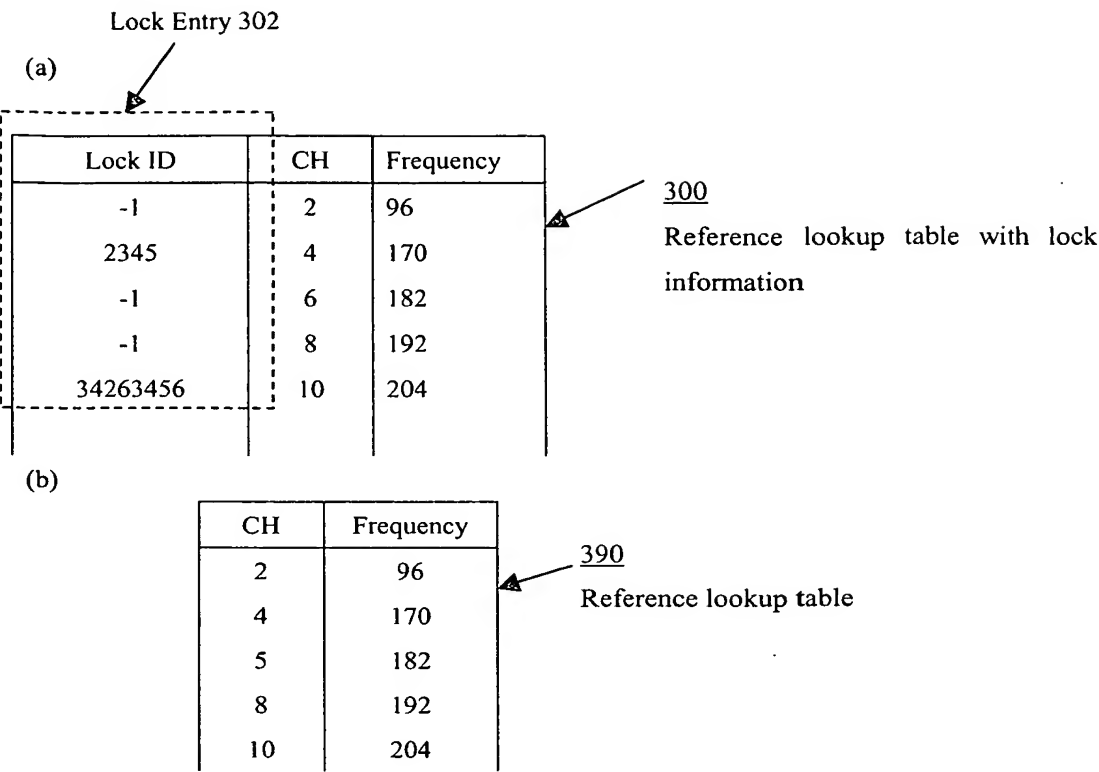 Lock Entry 302
(a)
Lock ID CH Frequency
-1 2 96
2345 4 170
-1 6 182
-1 8 192
34263456 10 204
300
Reference lookup table with lock
information
(b)
CH Frequency
2 96
4 170
5 182
8 192
10 204
390
Reference lookup table